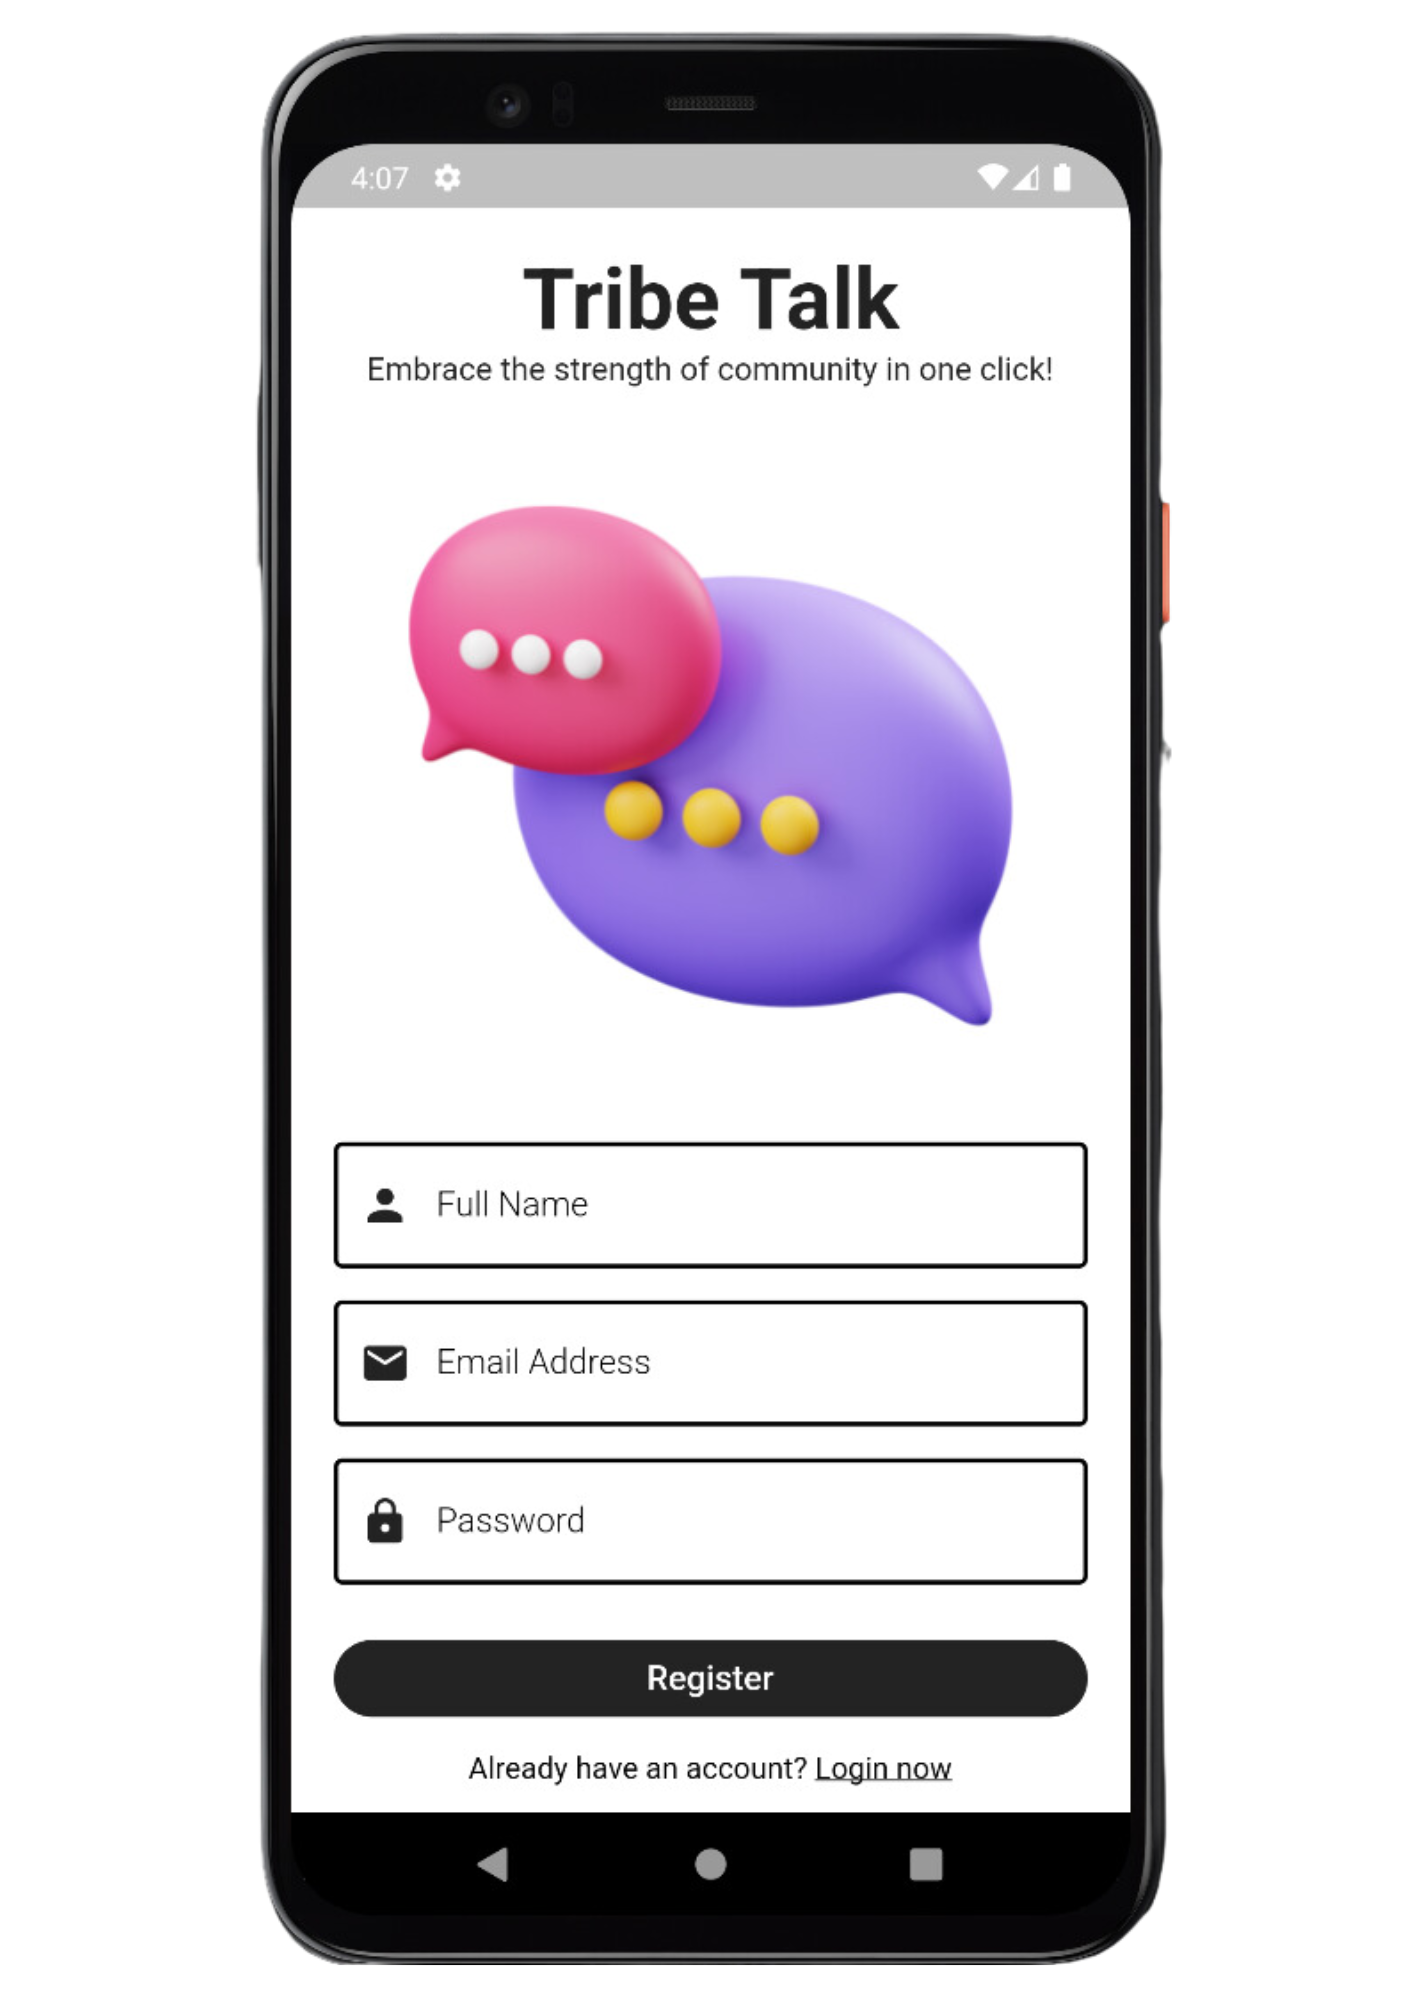 4:07
Tribe Talk
Embrace the strength of community in one click!
Full Name
Email Address
Password
Register
Already have an account? Login now